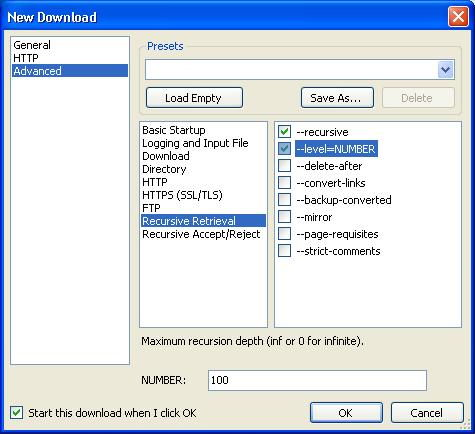 New Download
General
HTTP
Advanced
Presets
Load Empty
Save As...
Delete
Basic Startup
Logging and Input File
Download
Directory
HTTP
HTTPS (SSL/TLS)
FTP
Recursive Retrieval
Recursive Accept/Reject
--recursive
--level=NUMBER
--delete-after
--convert-links
--backup-converted
--mirror
--page-requisites
--strict-comments
Maximum recursion depth (inf or 0 for infinite).
NUMBER: 100
Start this download when I click OK
OK
Cancel